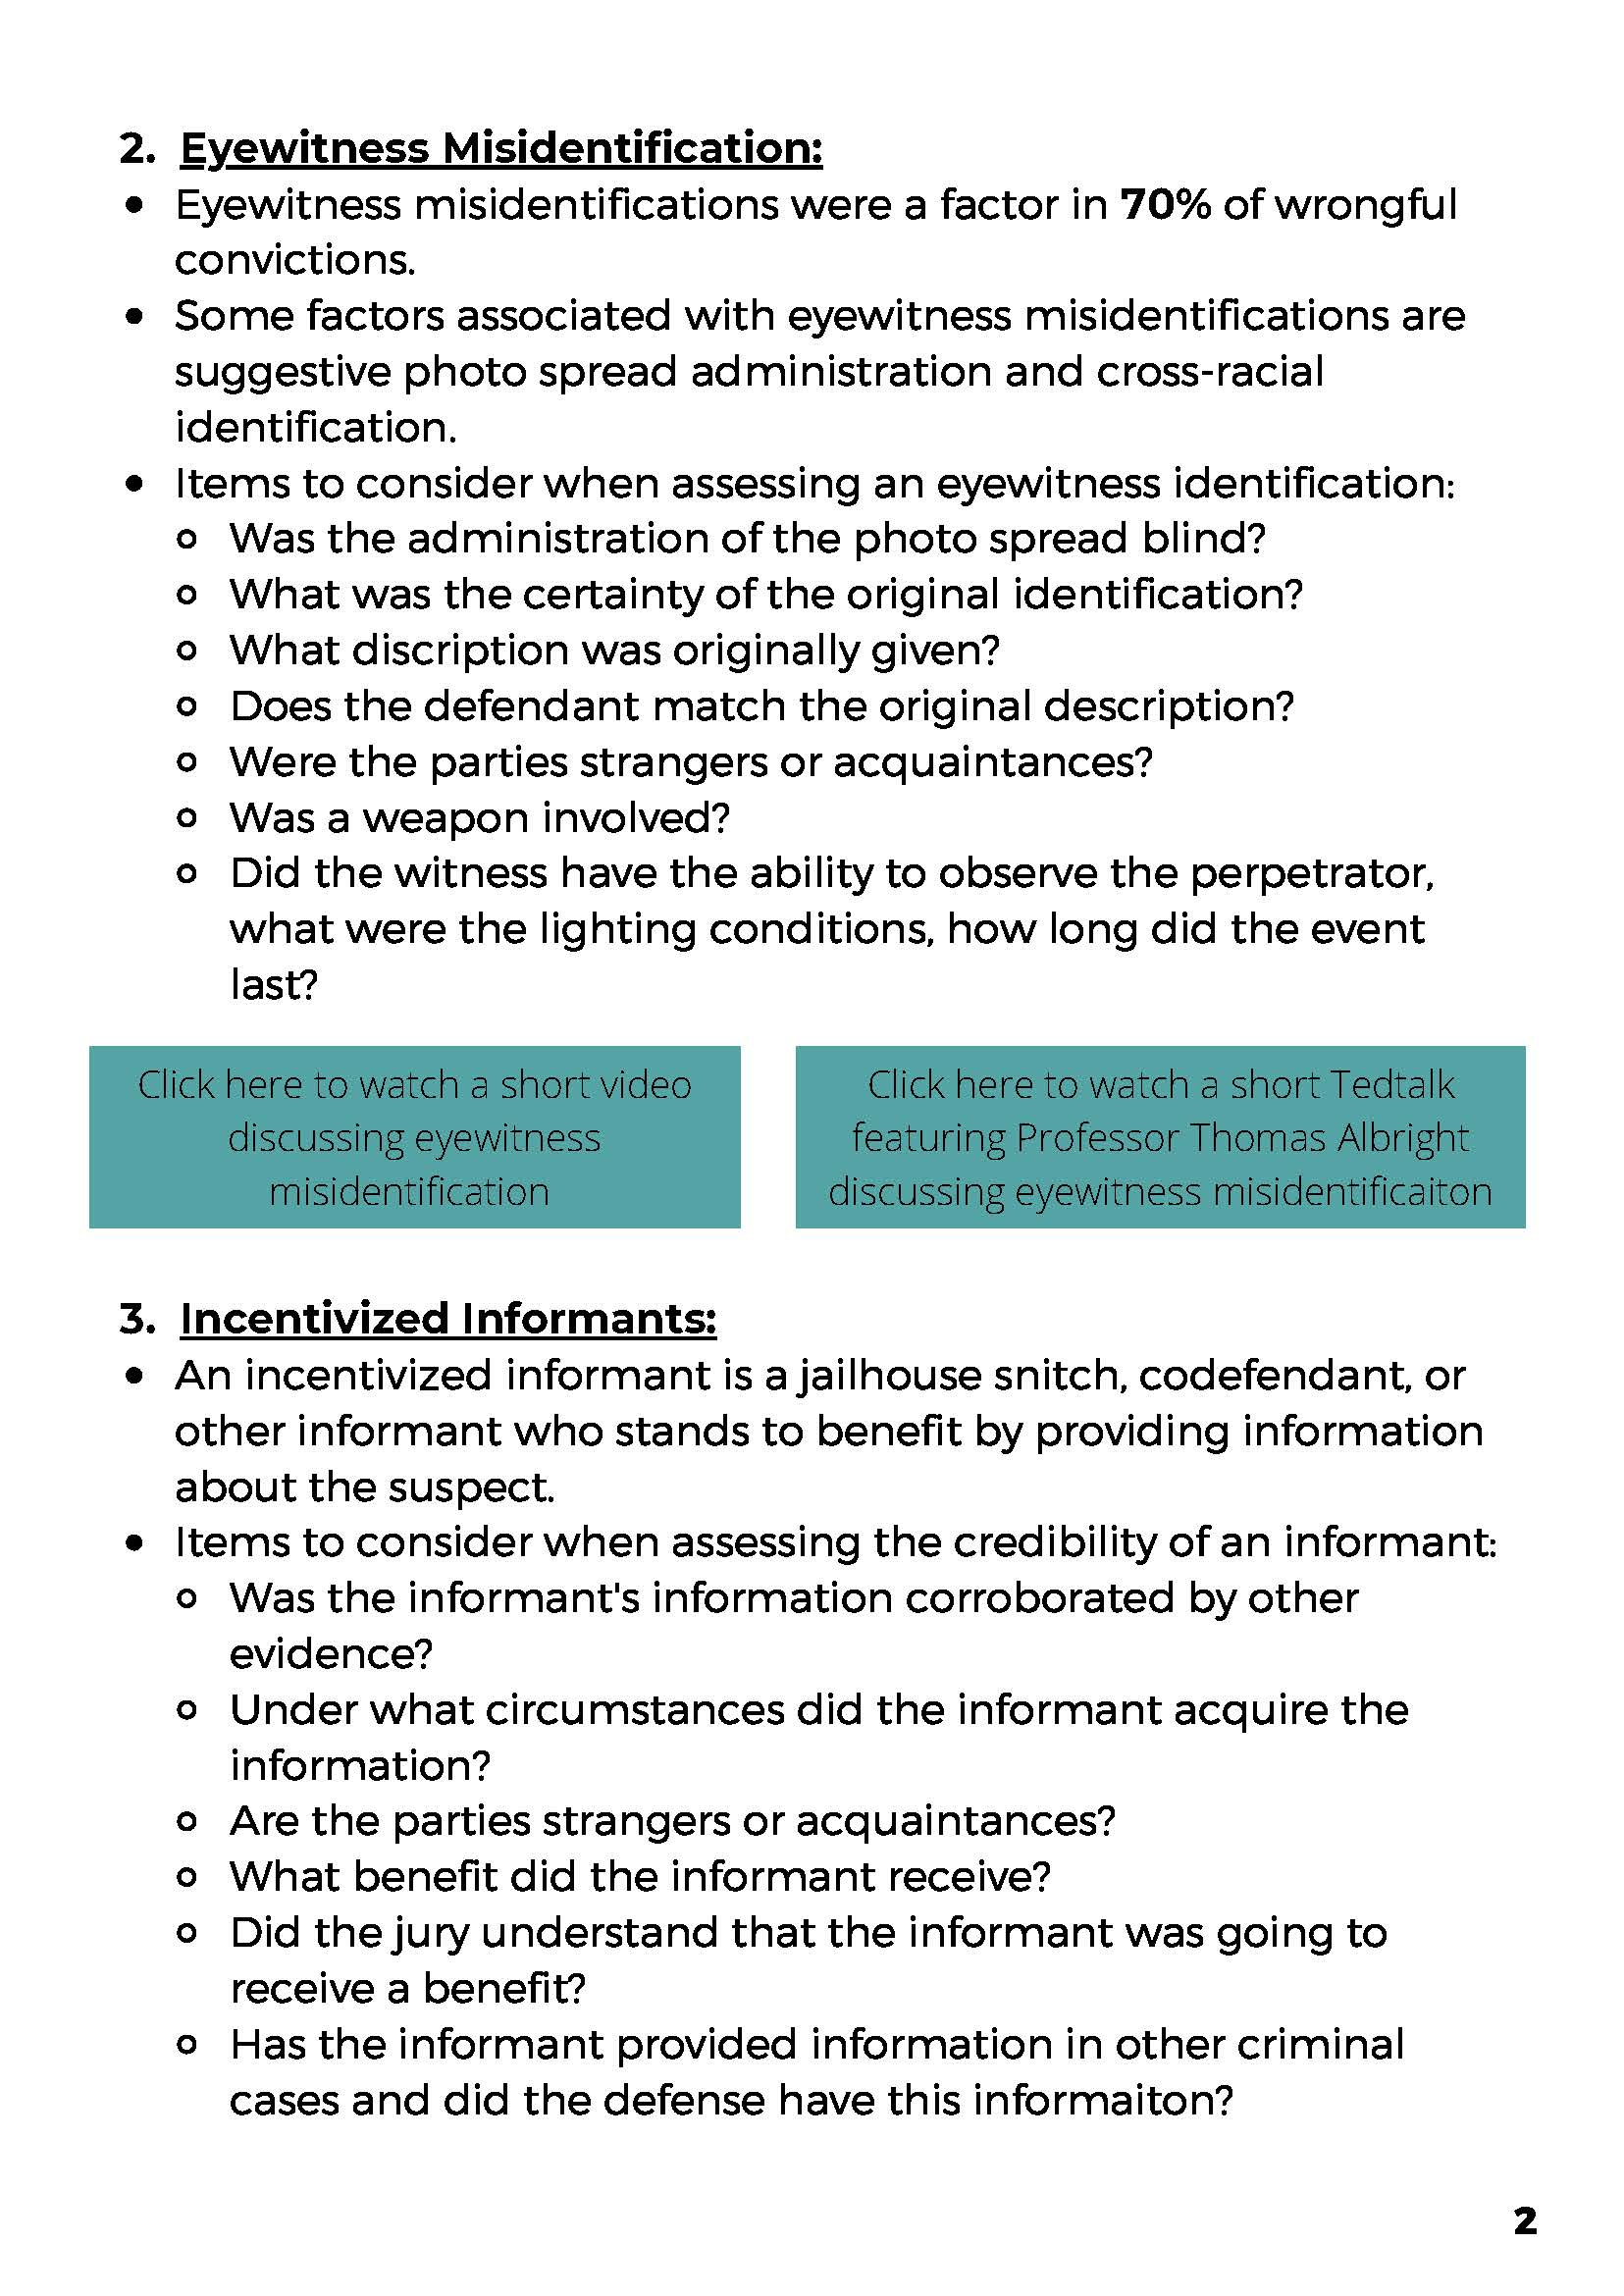 2. Eyewitness Misidentification:
• Eyewitness misidentifications were a factor in 70% of wrongful
convictions.
• Some factors associated with eyewitness misidentifications are
suggestive photo spread administration and cross-racial
identification.
• Items to consider when assessing an eyewitness identification:
o Was the administration of the photo spread blind?
o What was the certainty of the original identification?
o What discription was originally given?
o Does the defendant match the original description?
o Were the parties strangers or acquaintances?
o Was a weapon involved?
o Did the witness have the ability to observe the perpetrator,
what were the lighting conditions, how long did the event
last?
Click here to watch a short video
discussing eyewitness
misidentification
Click here to watch a short Tedtalk
featuring Professor Thomas Albright
discussing eyewitness misidentificaiton
3. Incentivized Informants:
• An incentivized informant is a jailhouse snitch, codefendant, or
other informant who stands to benefit by providing information
about the suspect.
• Items to consider when assessing the credibility of an informant:
o Was the informant's information corroborated by other
evidence?
o Under what circumstances did the informant acquire the
information?
o Are the parties strangers or acquaintances?
o What benefit did the informant receive?
o Did the jury understand that the informant was going to
receive a benefit?
o Has the informant provided information in other criminal
cases and did the defense have this informaiton?
2